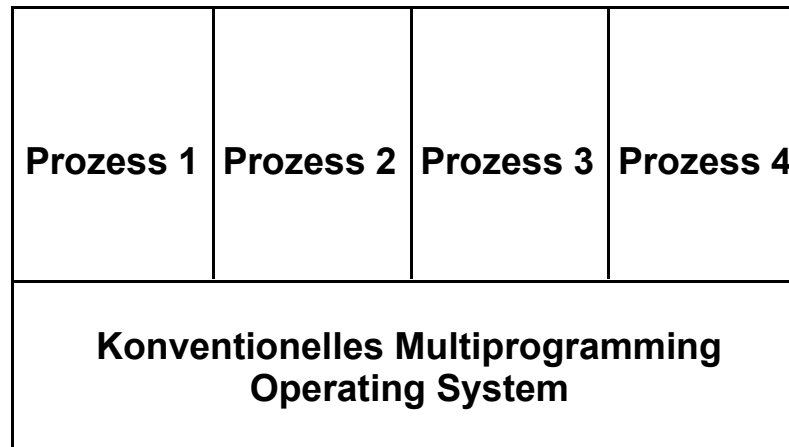 Prozess 1 Prozess 2 Prozess 3 Prozess 4
Konventionelles Multiprogramming
Operating System